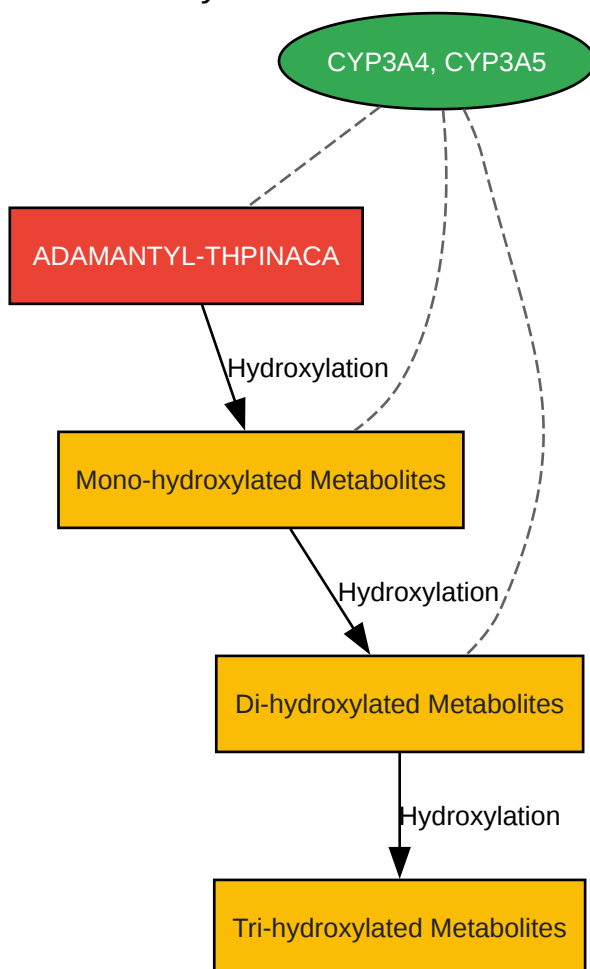 CYP3A4, CYP3A5
ADAMANTYL-THPINACA
Hydroxylation
Mono-hydroxylated Metabolites
Hydroxylation
Di-hydroxylated Metabolites
Hydroxylation
Tri-hydroxylated Metabolites